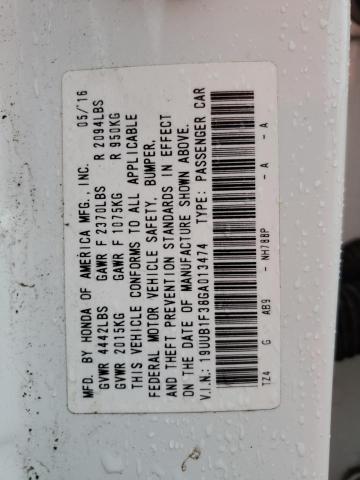 MFD. BY HONDA OF AMERICA MFG., INC. 05/16
GVWR 4442LBS GAWR F 2370LBS R 2094LBS
GVWR 2015KG GAWR F 1075KG R 950KG
THIS VEHICLE CONFORMS TO ALL APPLICABLE
FEDERAL MOTOR VEHICLE SAFETY, BUMPER,
AND THEFT PREVENTION STANDARDS IN EFFECT
ON THE DATE OF MANUFACTURE SHOWN ABOVE.
V.I.N.: 19UUB1F38GA013474 TYPE: PASSENGER CAR
TZ4 G AB9 - NH788P - A - A